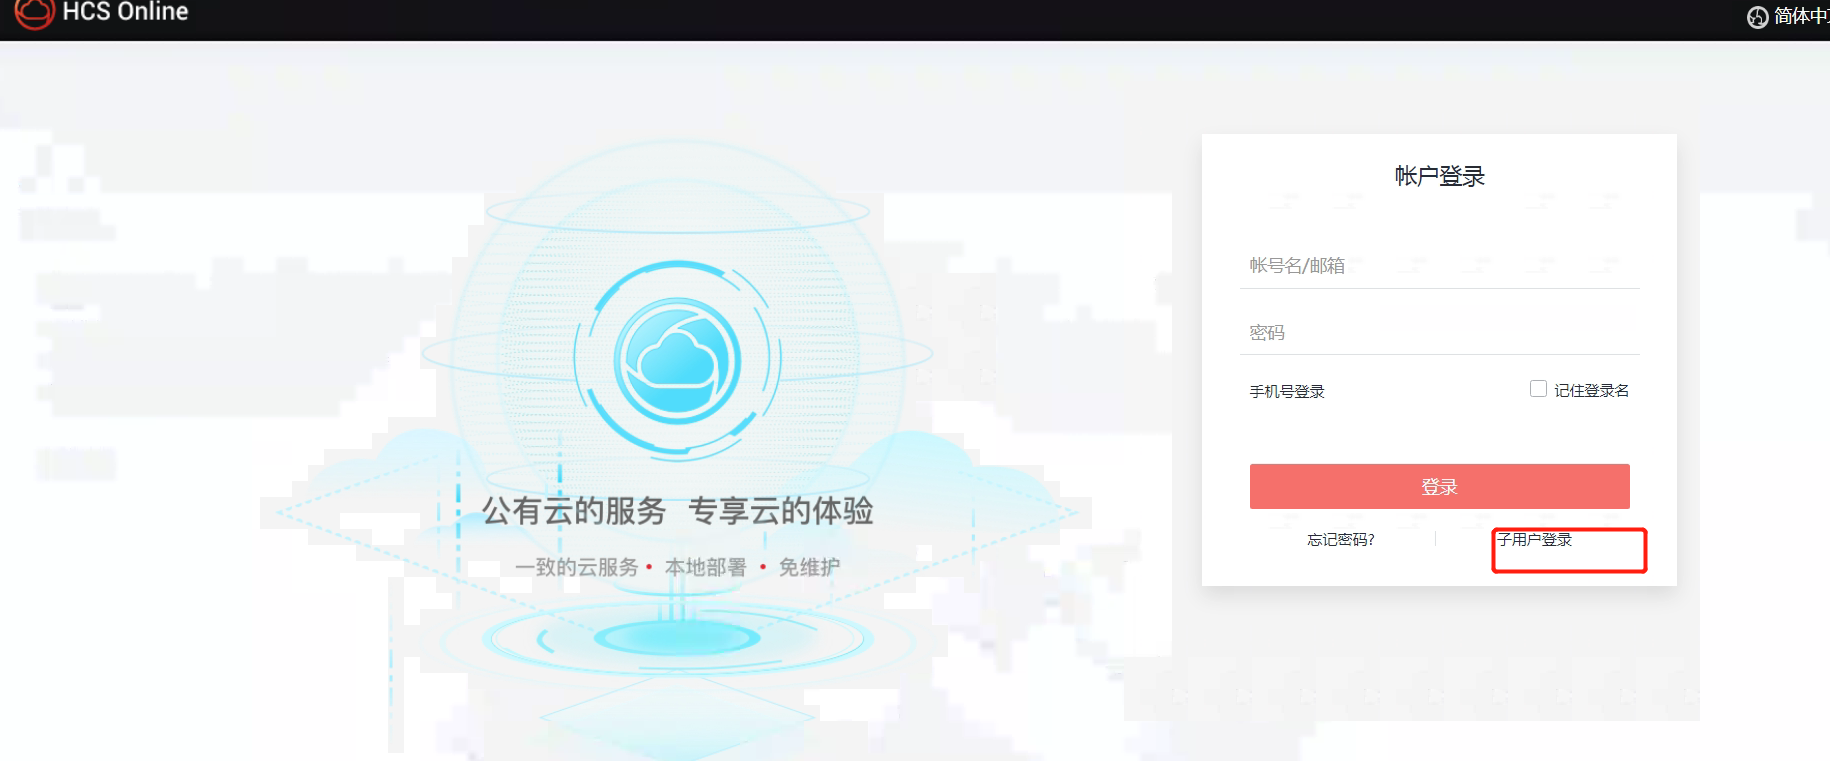 HCS Online
简体中文
帐户登录
帐号名/邮箱
密码
手机号登录
记住登录名
登录
忘记密码?
子用户登录
公有云的服务 专享云的体验
一致的云服务 • 本地部署 • 免维护